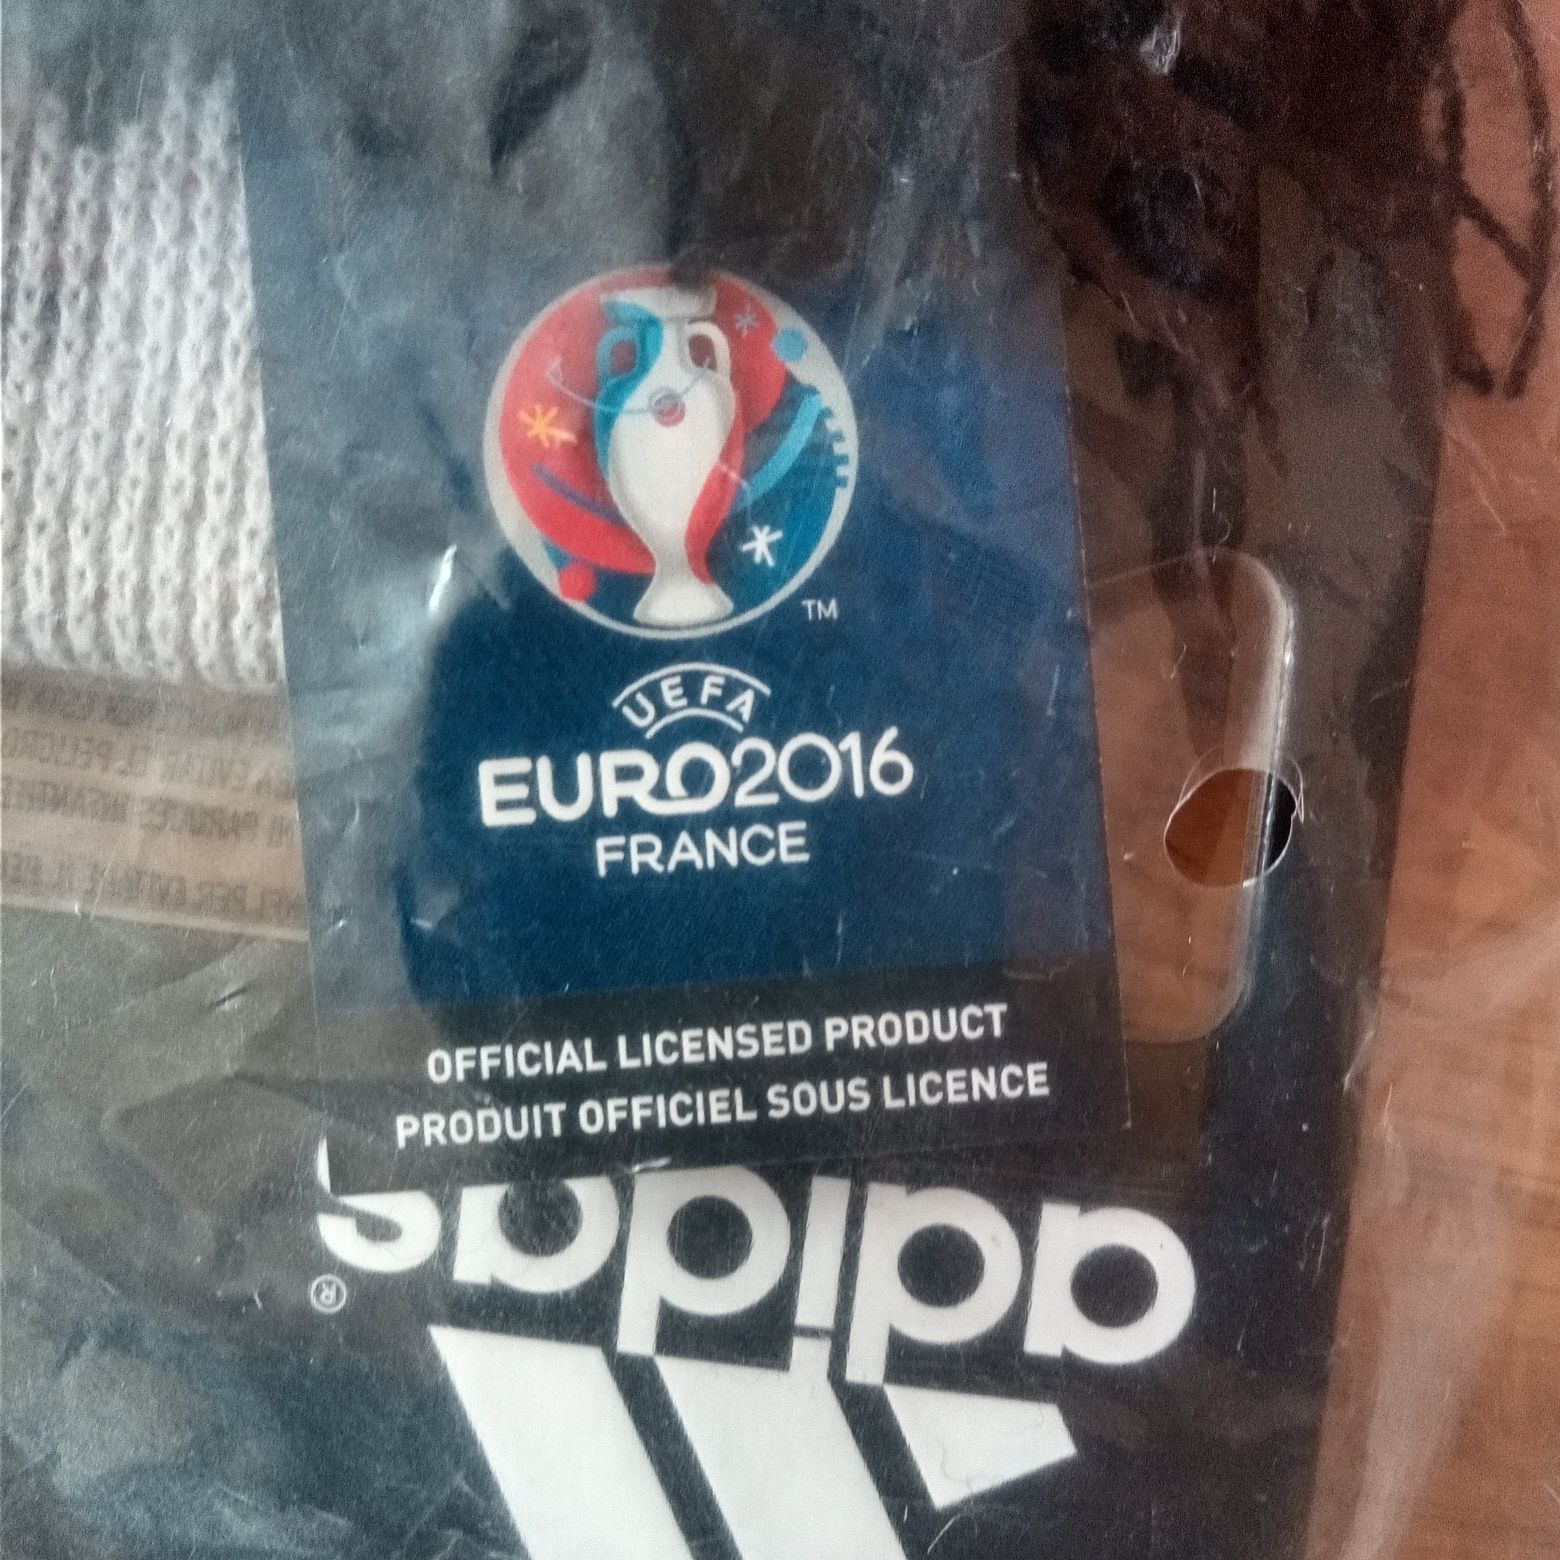 TM
UEFA
EURO2016
FRANCE
OFFICIAL LICENSED PRODUCT
PRODUIT OFFICIEL SOUS LICENCE
adidas
®